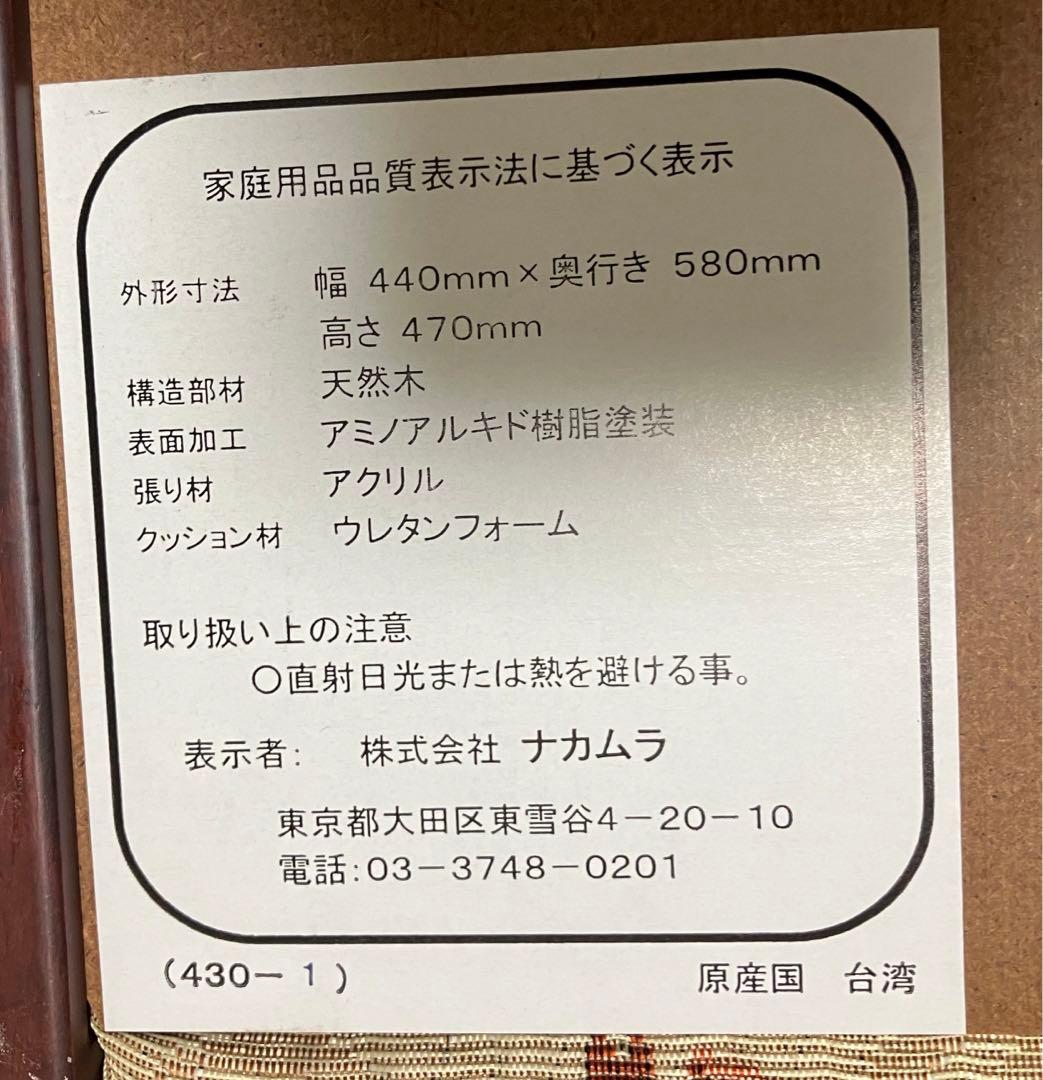 家庭用品品質表示法に基づく表示
外形寸法 幅 440mm×奥行き 580mm
高さ 470mm
構造部材 天然木
表面加工 アミノアルキド樹脂塗装
張り材 アクリル
クッション材 ウレタンフォーム
取り扱い上の注意
○直射日光または熱を避ける事。
表示者: 株式会社 ナカムラ
東京都大田区東雪谷4－20－10
電話:03－3748－0201
(430－1) 原産国 台湾